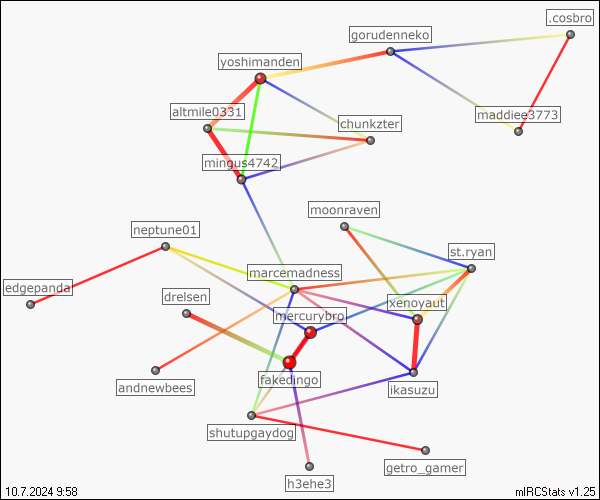 .cosbro
gorudenneko
yoshimanden
altmile0331
maddiee3773
chunkzter
mingus4742
moonraven
neptune01
st.ryan
marcemadness
edgepanda
drelsen
xenoyaut
mercurybro
fakedingo
andnewbees
ikasuzu
shutupgaydog
getro_gamer
h3ehe3
10.7.2024 9:58
mIRCStats v1.25